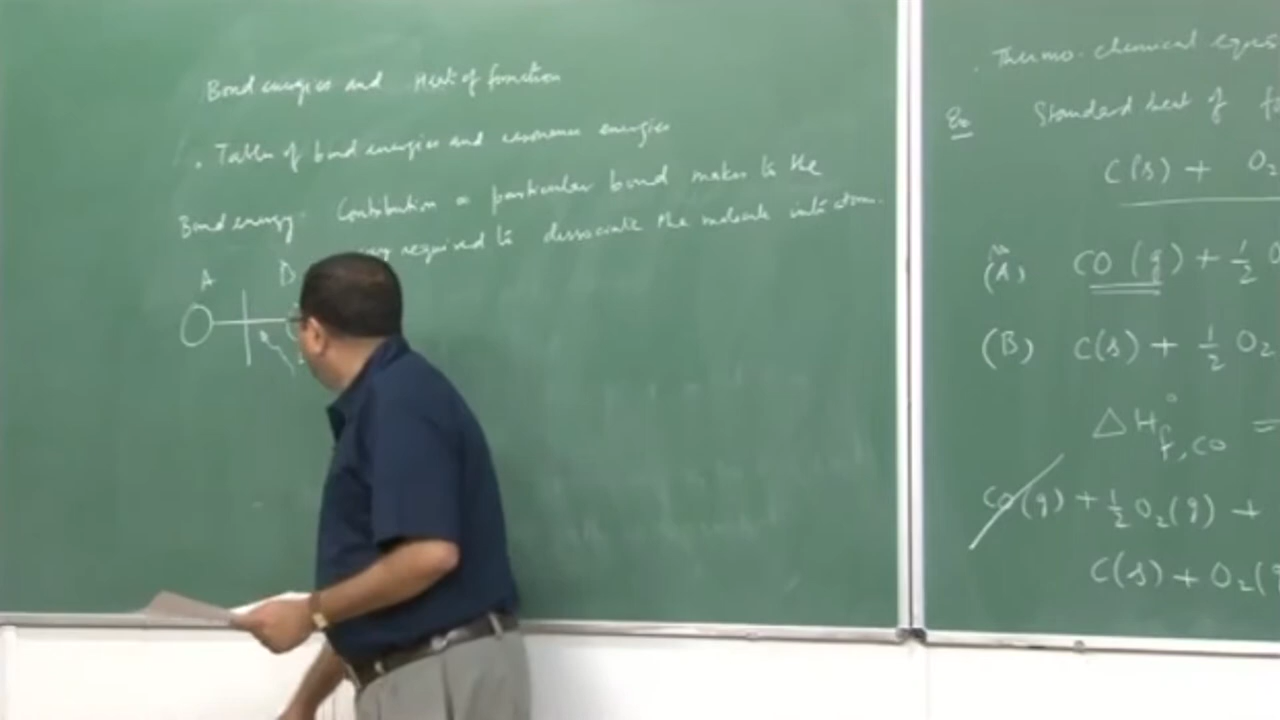 Bond energies and Heat of formation
. Table of bond energies and resonance energies
Bond energy: Contribution a particular bond makes to the
energy required to dissociate the molecule into atoms.
A B
. Thermo-chemical
Ex Standard heat of
C(s) + O₂
(A) CO(g) + ½
(B) C(s) + ½ O₂
ΔH°f,CO =
CO(g) + ½ O₂(g) +
C(s) + O₂(